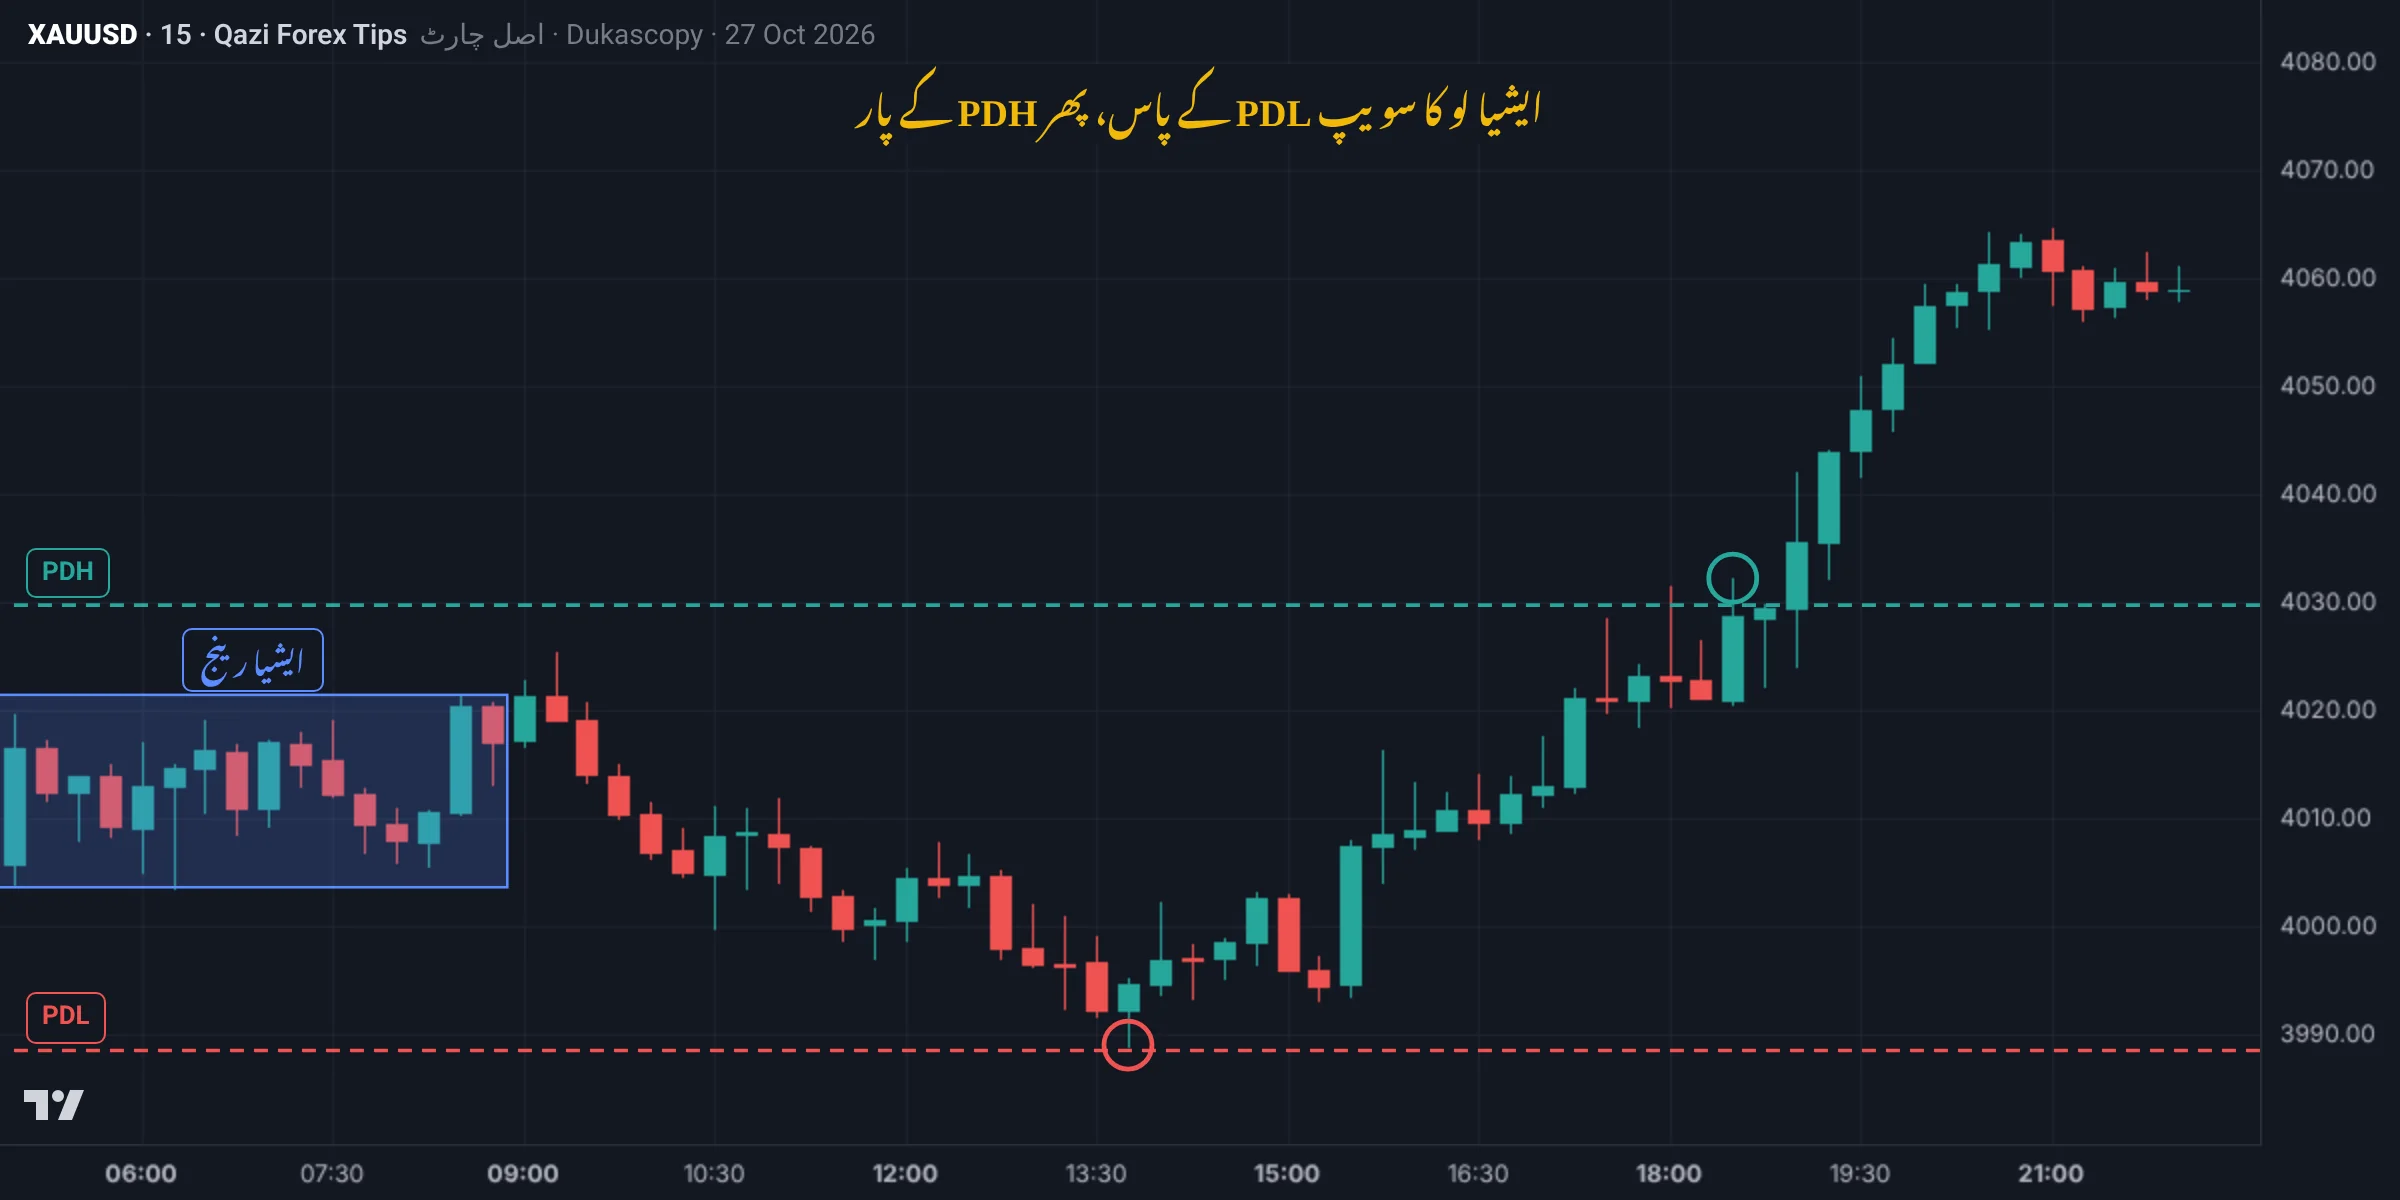 XAUUSD · 15 · Qazi Forex Tips اصل چارٹ · Dukascopy · 27 Oct 2026
ایشیا لو کا سویپ PDL کے پاس، پھر PDH کے پار
4080.00
4070.00
4060.00
4050.00
4040.00
PDH
4030.00
ایشیا رینج
4020.00
4010.00
4000.00
PDL
3990.00
06:00 07:30 09:00 10:30 12:00 13:30 15:00 16:30 18:00 19:30 21:00